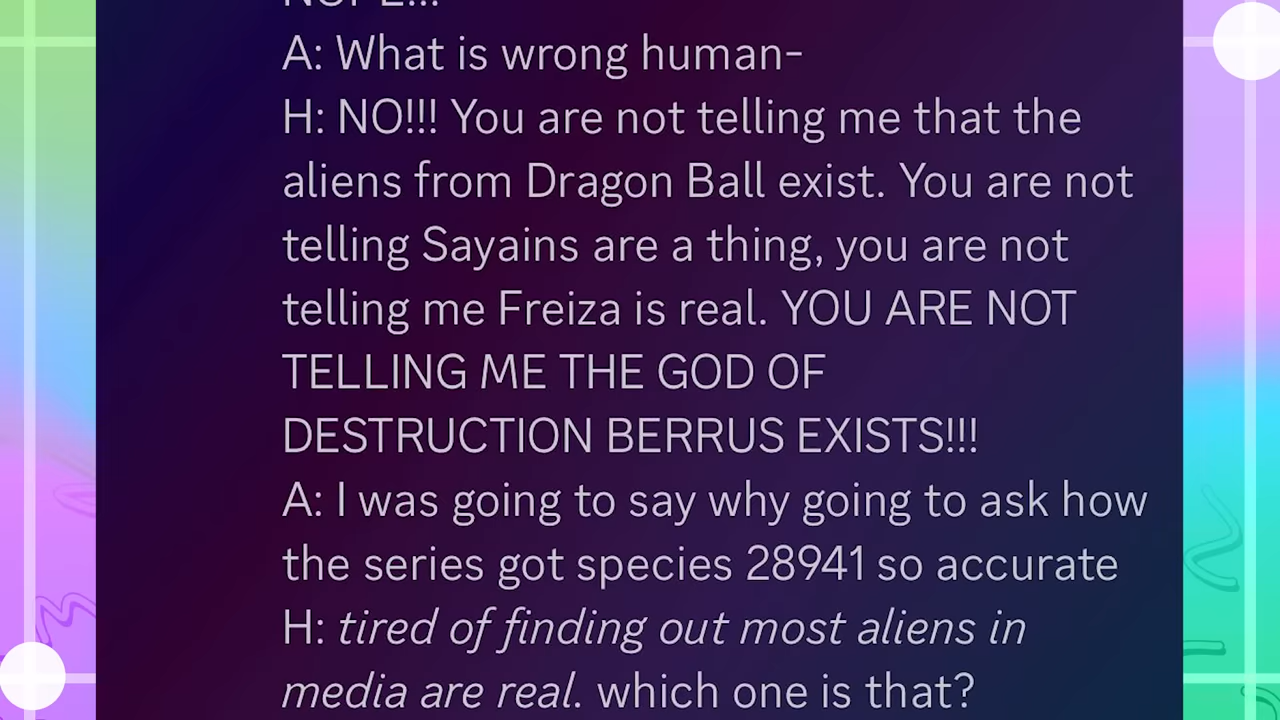 NOPE...
A: What is wrong human-
H: NO!!! You are not telling me that the
aliens from Dragon Ball exist. You are not
telling Sayains are a thing, you are not
telling me Freiza is real. YOU ARE NOT
TELLING ME THE GOD OF
DESTRUCTION BERRUS EXISTS!!!
A: I was going to say why going to ask how
the series got species 28941 so accurate
H: tired of finding out most aliens in
media are real. which one is that?